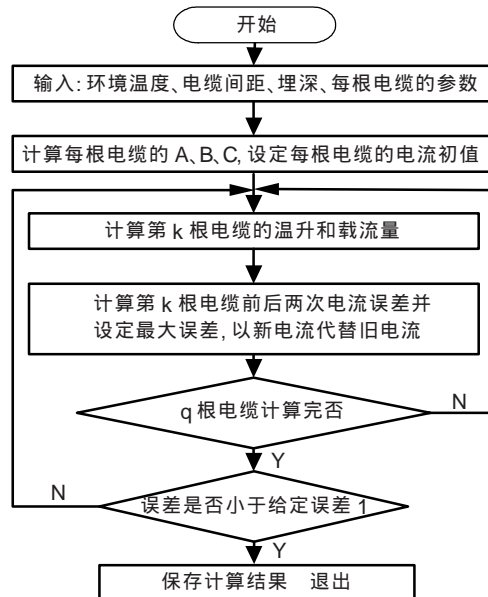 开始
输入:环境温度、电缆间距、埋深、每根电缆的参数
计算每根电缆的 A、B、C, 设定每根电缆的电流初值
计算第 k 根电缆的温升和载流量
计算第 k 根电缆前后两次电流误差并
设定最大误差, 以新电流代替旧电流
q 根电缆计算完否
N
Y
N
误差是否小于给定误差 1
Y
保存计算结果 退出